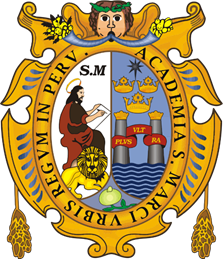 ACADEMIA S. MARCI VRBIS REGVM IN PERV
S.M
PLVS VLT RA